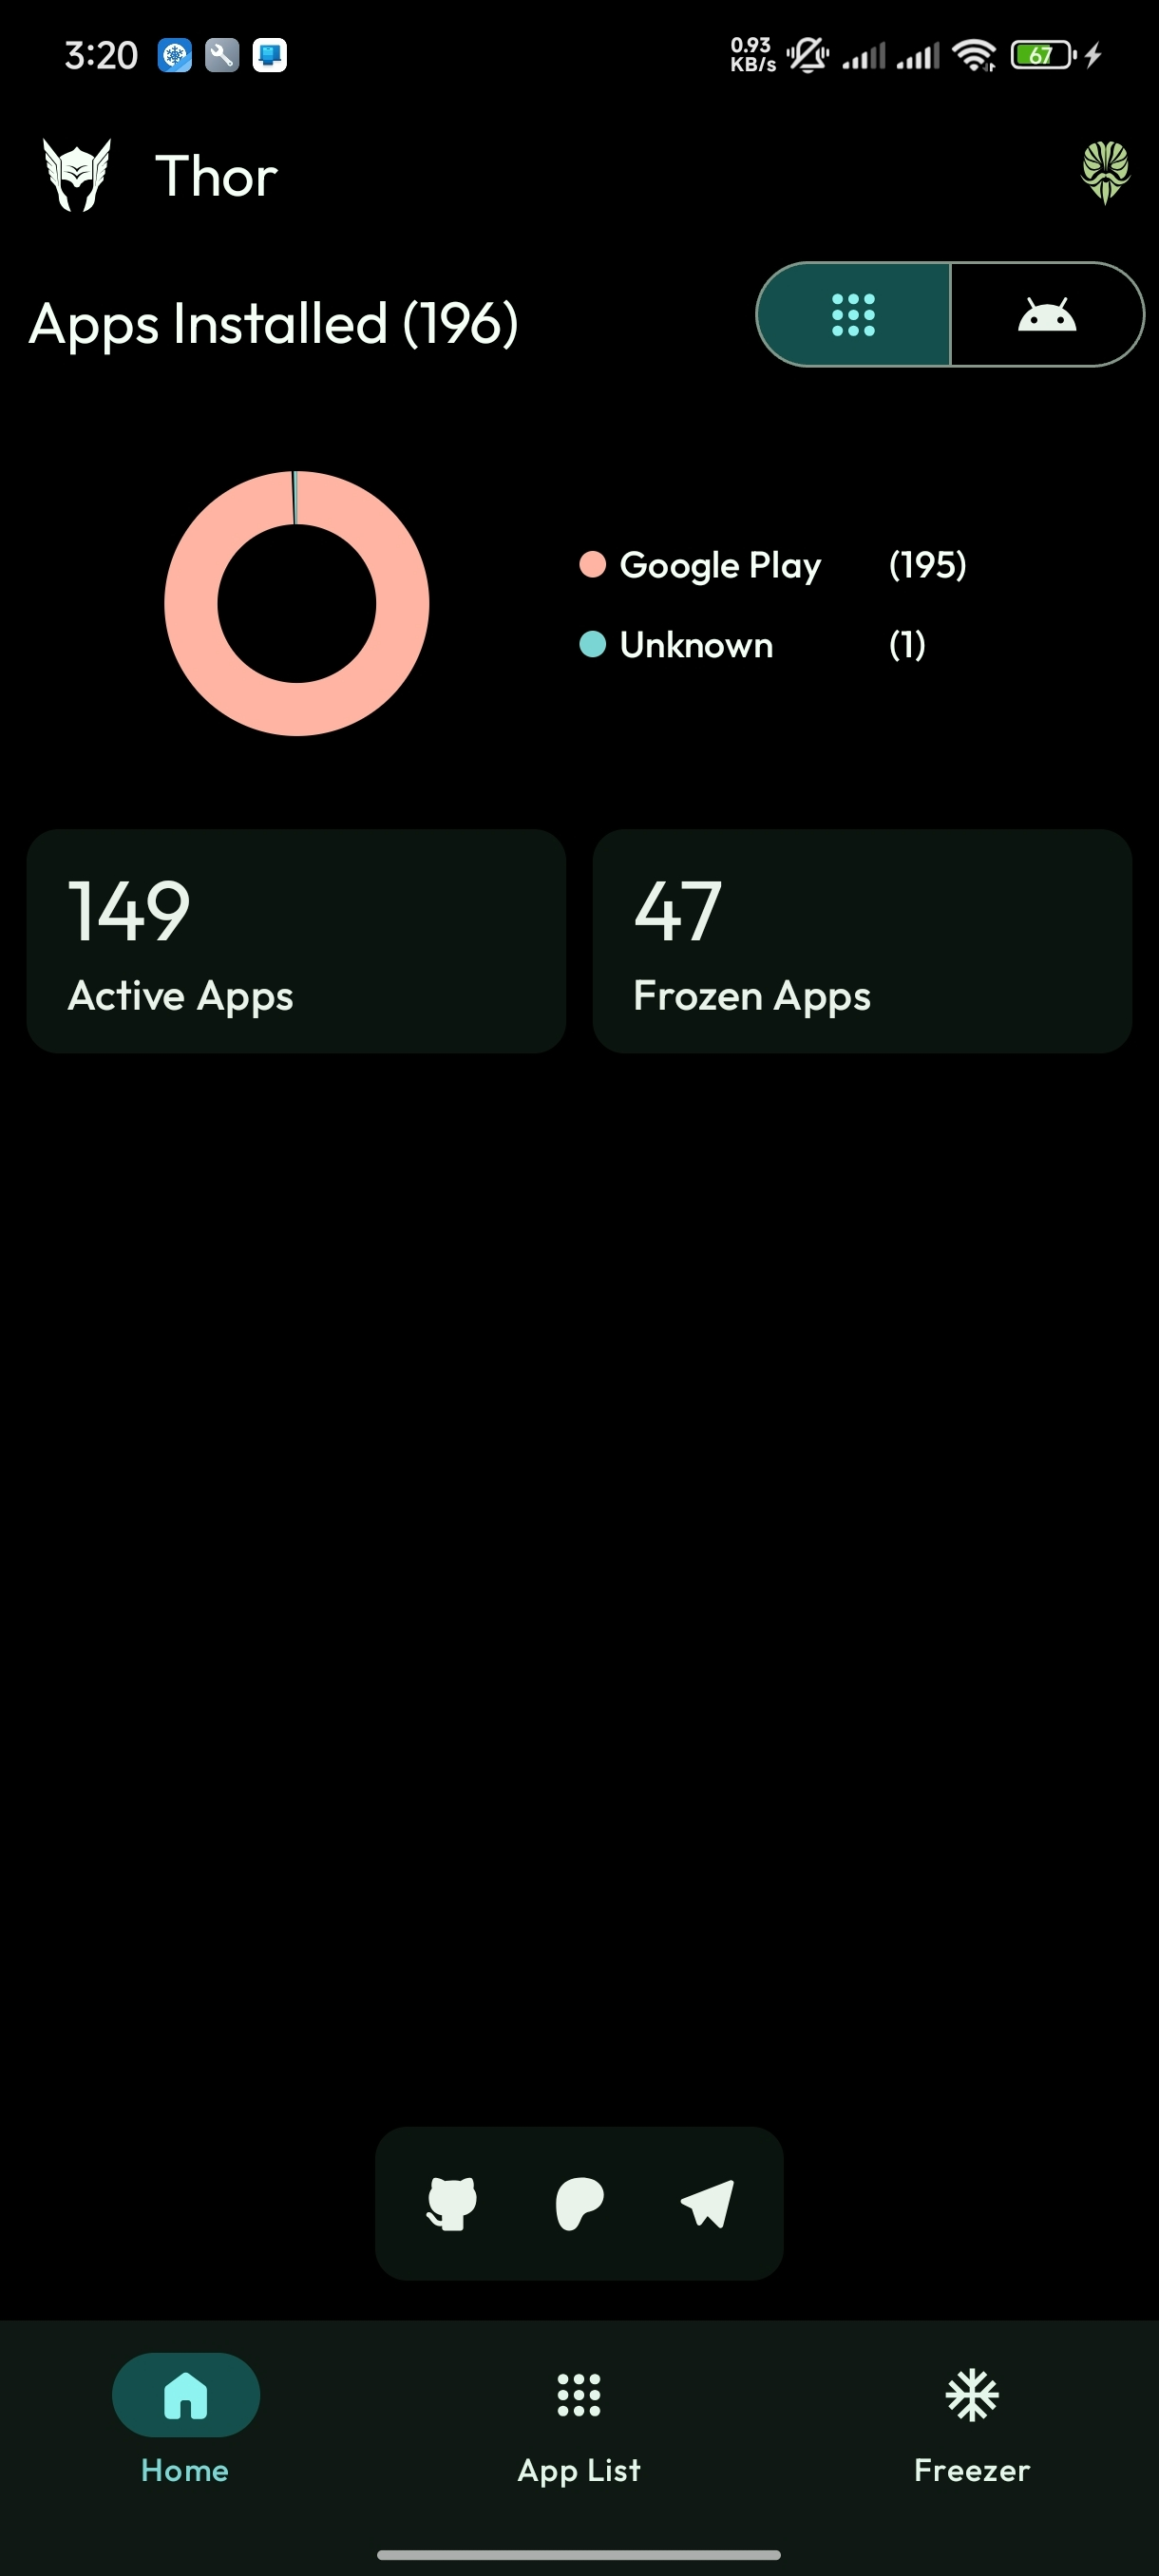 3:20
0.93
KB/s
67
Thor
Apps Installed (196)
Google Play (195)
Unknown (1)
149
Active Apps
47
Frozen Apps
Home
App List
Freezer